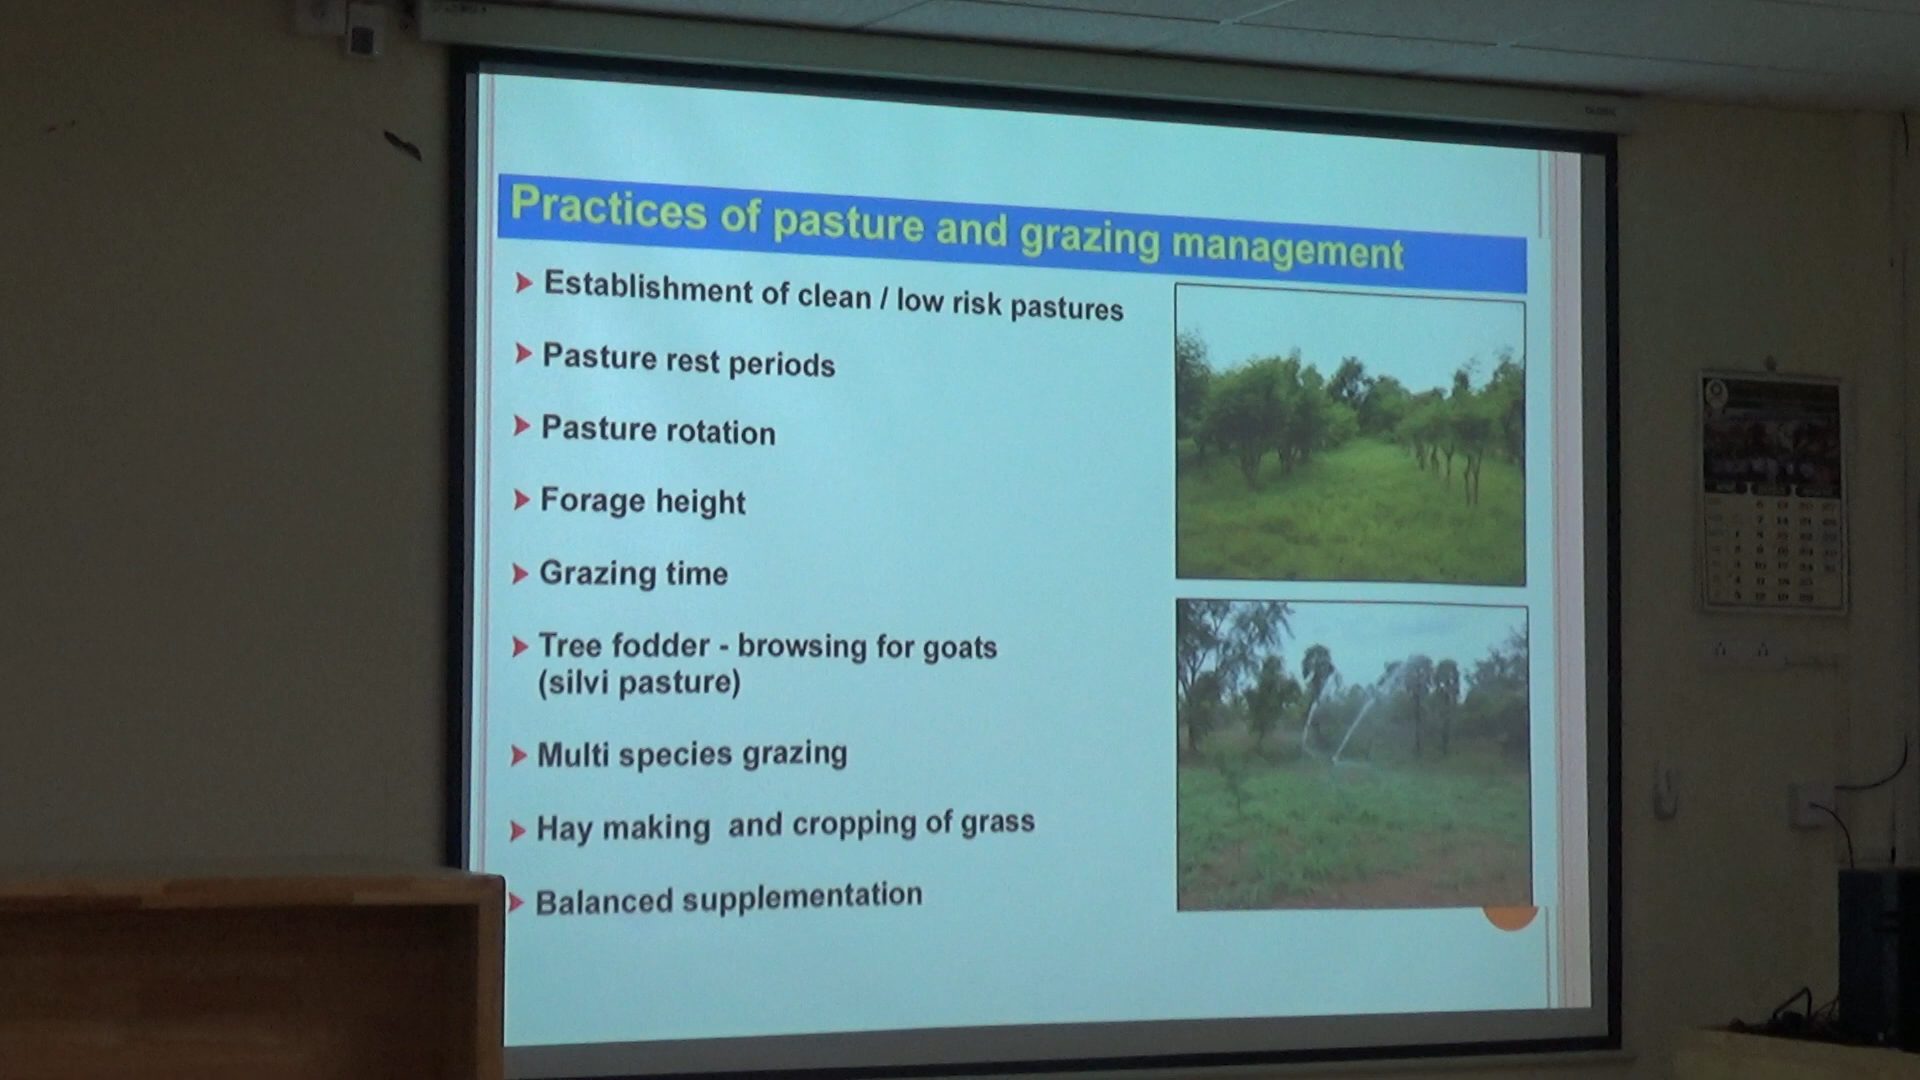 Practices of pasture and grazing management
Establishment of clean / low risk pastures
Pasture rest periods
Pasture rotation
Forage height
Grazing time
Tree fodder - browsing for goats
(silvi pasture)
Multi species grazing
Hay making and cropping of grass
Balanced supplementation